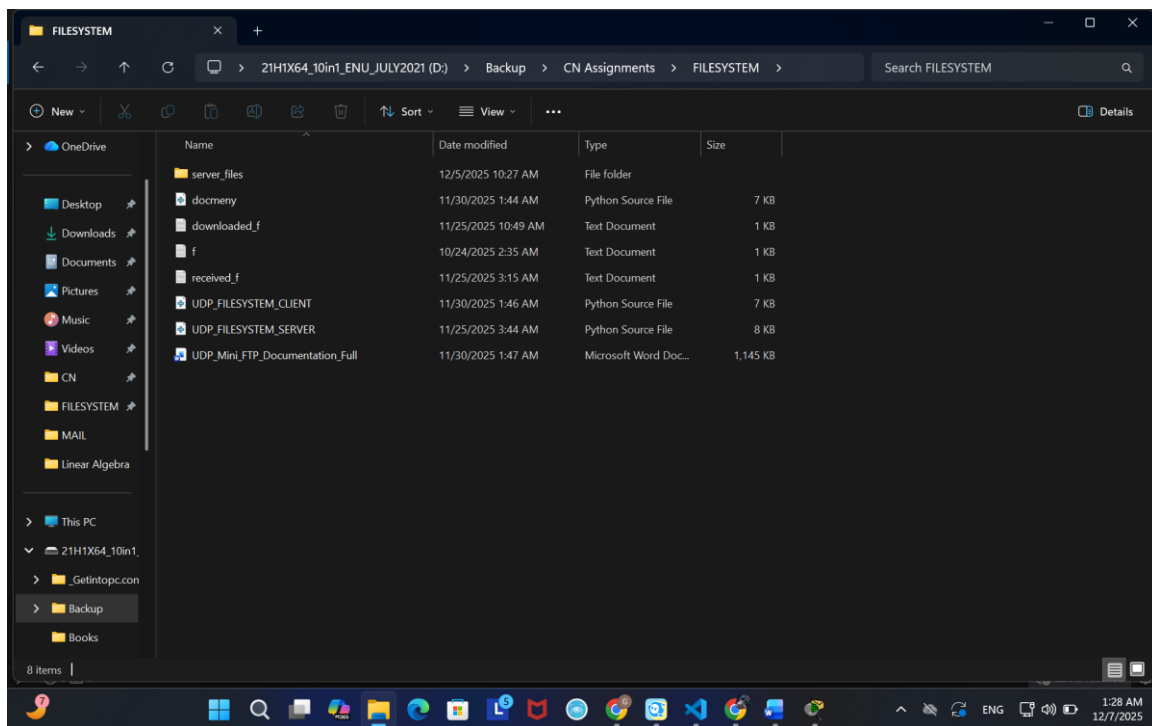 FILESYSTEM
21H1X64_10in1_ENU_JULY2021 (D:) > Backup > CN Assignments > FILESYSTEM >
Search FILESYSTEM
New
Sort
View
Details
OneDrive
Desktop
Downloads
Documents
Pictures
Music
Videos
CN
FILESYSTEM
MAIL
Linear Algebra
This PC
21H1X64_10in1_
_Getintopc.con
Backup
Books
Name Date modified Type Size
server_files 12/5/2025 10:27 AM File folder
docmeny 11/30/2025 1:44 AM Python Source File 7 KB
downloaded_f 11/25/2025 10:49 AM Text Document 1 KB
f 10/24/2025 2:35 AM Text Document 1 KB
received_f 11/25/2025 3:15 AM Text Document 1 KB
UDP_FILESYSTEM_CLIENT 11/30/2025 1:46 AM Python Source File 7 KB
UDP_FILESYSTEM_SERVER 11/25/2025 3:44 AM Python Source File 8 KB
UDP_Mini_FTP_Documentation_Full 11/30/2025 1:47 AM Microsoft Word Doc... 1,145 KB
8 items
7
M365
L 5
G
ENG
1:28 AM
12/7/2025